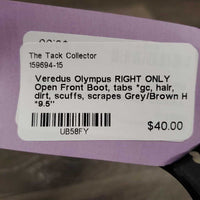 The Tack Collector
159694-15
Veredus Olympus RIGHT ONLY
Open Front Boot, tabs *gc, hair,
dirt, scuffs, scrapes Grey/Brown H
*9.5"
UB58FY
$40.00